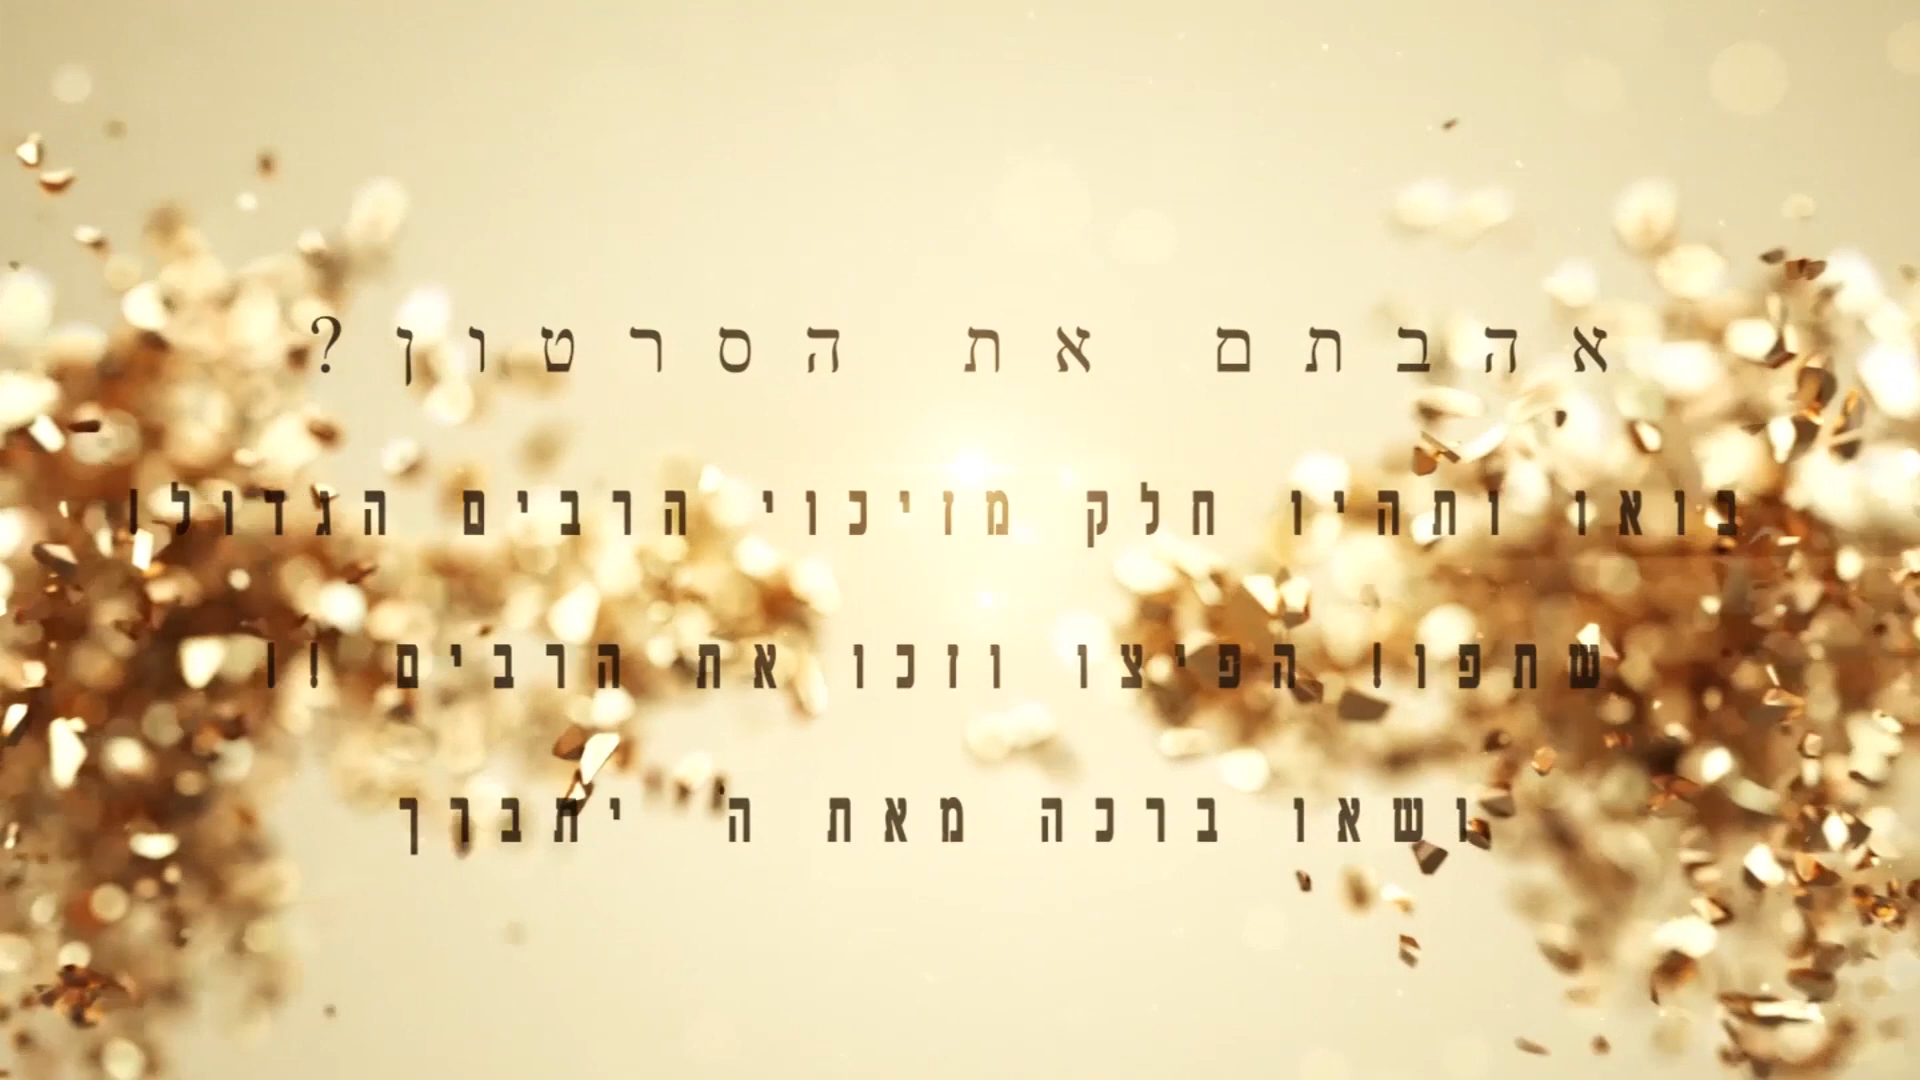 אהבתם את הסרטון?
בואו ותהיו חלק מזיכוי הרבים הגדול!
שתפו! הפיצו וזכו את הרבים !!
ושאו ברכה מאת ה' יתברך